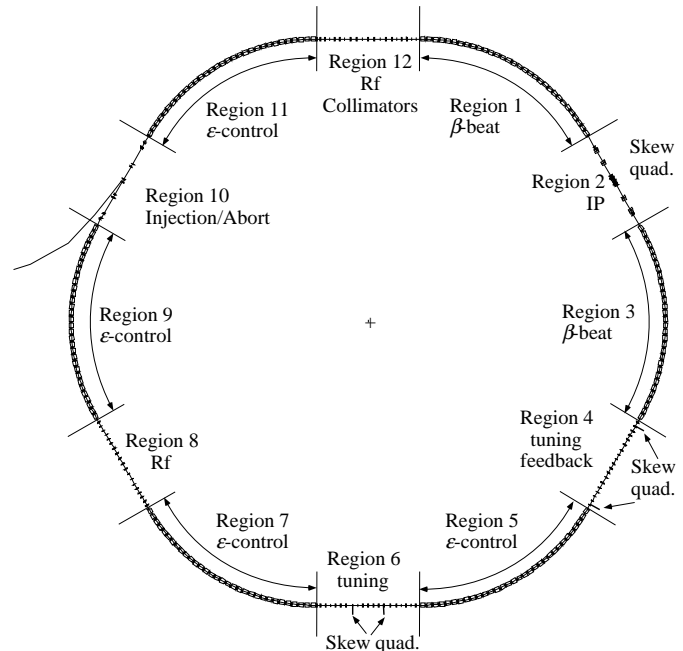 Region 12
Rf
Collimators
Region 11
ε-control
Region 1
β-beat
Skew
quad.
Region 2
IP
Region 10
Injection/Abort
Region 9
ε-control
Region 3
β-beat
Region 4
tuning
feedback
Region 8
Rf
Skew
quad.
Region 7
ε-control
Region 5
ε-control
Region 6
tuning
Skew quad.